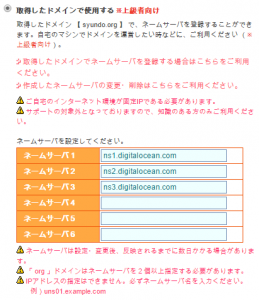 取得したドメインで使用する ※上級者向け
取得したドメイン【 syundo.org 】で、ネームサーバを登録することができ
ます。自宅のマシンでドメインを運営したい時などに、ご利用ください（ ※
上級者向け ）。
取得したドメインでネームサーバを登録する場合はこちらをご利用
ください。
作成したネームサーバの変更・削除はこちらをご利用ください。
ご自宅のインターネット環境が固定IPである必要があります。
サポートの対象外となっておりますので、知識のある方のみご利用くださ
い。
ネームサーバを設定してください。
ネームサーバ 1 ns1.digitalocean.com
ネームサーバ 2 ns2.digitalocean.com
ネームサーバ 3 ns3.digitalocean.com
ネームサーバ 4
ネームサーバ 5
ネームサーバ 6
ネームサーバは設定・変更後、反映されるまでに数日かかる場合がありま
す。
「 org 」ドメインはネームサーバを 2 個以上指定する必要があります。
IPアドレスの指定はできません。必ずネームサーバ名を入力ください。
例）uns01.example.com